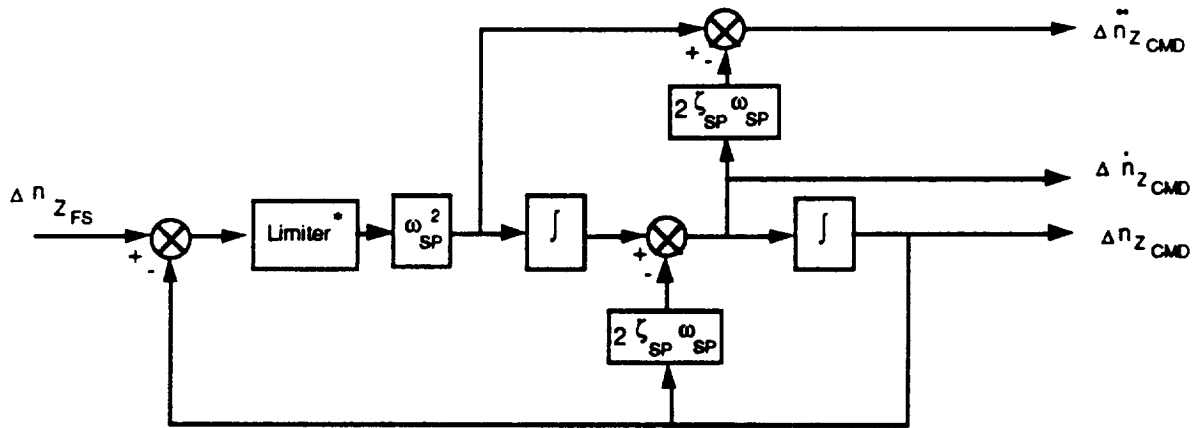 Δ n̈ Z CMD
+ -
2 ζ SP ω SP
Δ ṅ Z CMD
Δ n Z FS
Limiter*
ω SP 2
∫
∫
Δ n Z CMD
+ -
+ -
2 ζ SP ω SP